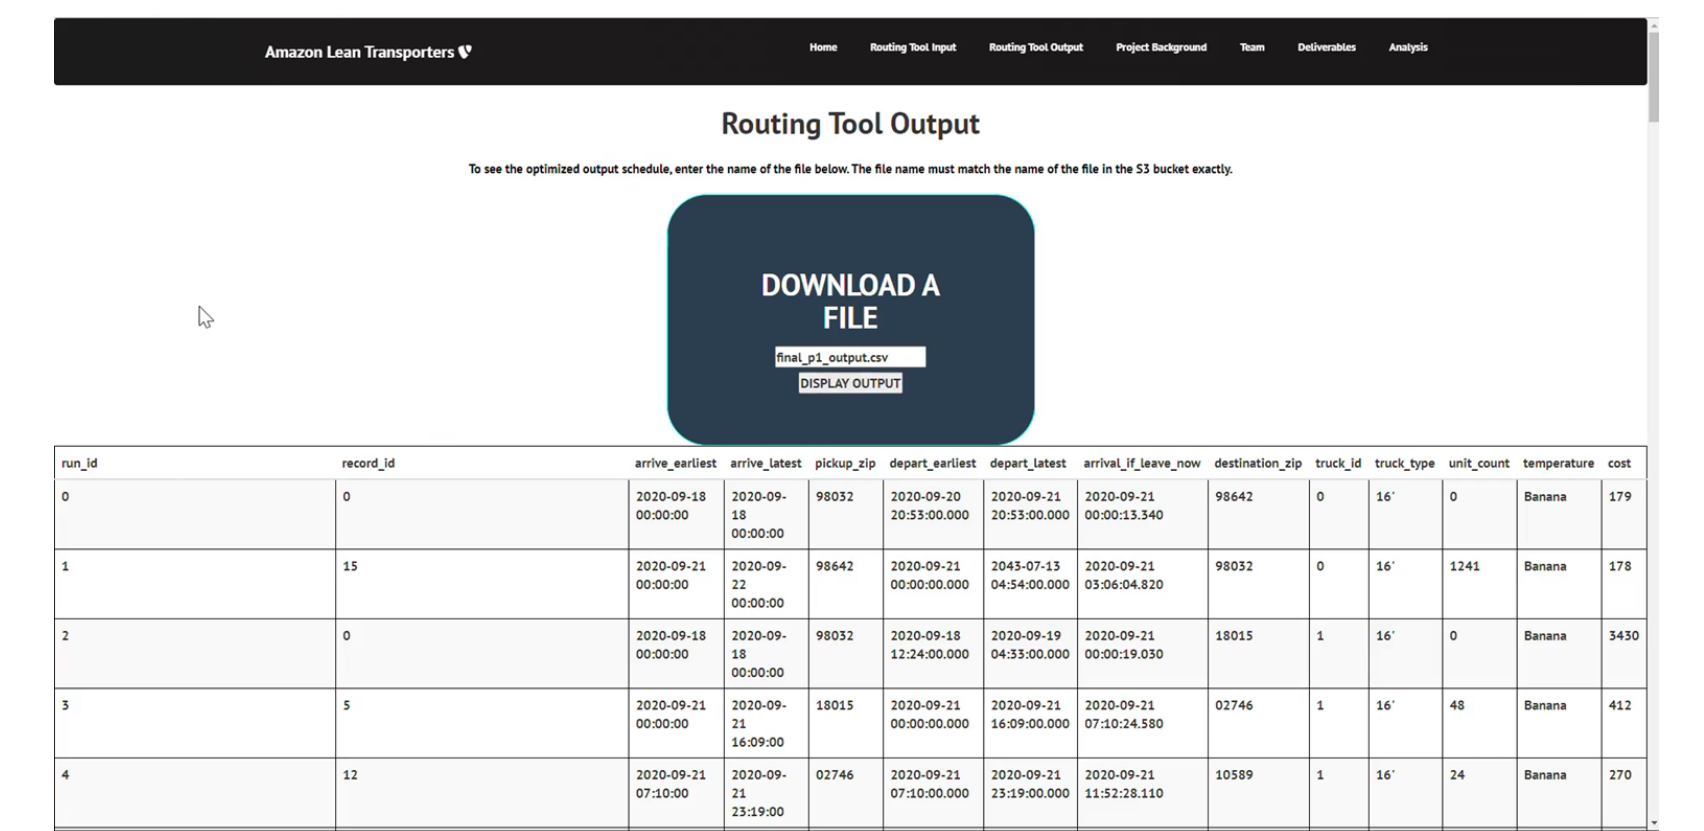 Amazon Lean Transporters
Home Routing Tool Input Routing Tool Output Project Background Team Deliverables Analysis
Routing Tool Output
To see the optimized output schedule, enter the name of the file below. The file name must match the name of the file in the S3 bucket exactly.
DOWNLOAD A
FILE
final_p1_output.csv
DISPLAY OUTPUT
run_id record_id arrive_earliest arrive_latest pickup_zip depart_earliest depart_latest arrival_if_leave_now destination_zip truck_id truck_type unit_count temperature cost
0 0 2020-09-18 2020-09- 98032 2020-09-20 2020-09-21 2020-09-21 98642 0 16' 0 Banana 179
00:00:00 18 20:53:00.000 20:53:00.000 00:00:13.340
00:00:00
1 15 2020-09-21 2020-09- 98642 2020-09-21 2043-07-13 2020-09-21 98032 0 16' 1241 Banana 178
00:00:00 22 00:00:00.000 04:54:00.000 03:06:04.820
00:00:00
2 0 2020-09-18 2020-09- 98032 2020-09-18 2020-09-19 2020-09-21 18015 1 16' 0 Banana 3430
00:00:00 18 12:24:00.000 04:33:00.000 00:00:19.030
00:00:00
3 5 2020-09-21 2020-09- 18015 2020-09-21 2020-09-21 2020-09-21 02746 1 16' 48 Banana 412
00:00:00 21 00:00:00.000 16:09:00.000 07:10:24.580
16:09:00
4 12 2020-09-21 2020-09- 02746 2020-09-21 2020-09-21 2020-09-21 10589 1 16' 24 Banana 270
07:10:00 21 07:10:00.000 23:19:00.000 11:52:28.110
23:19:00